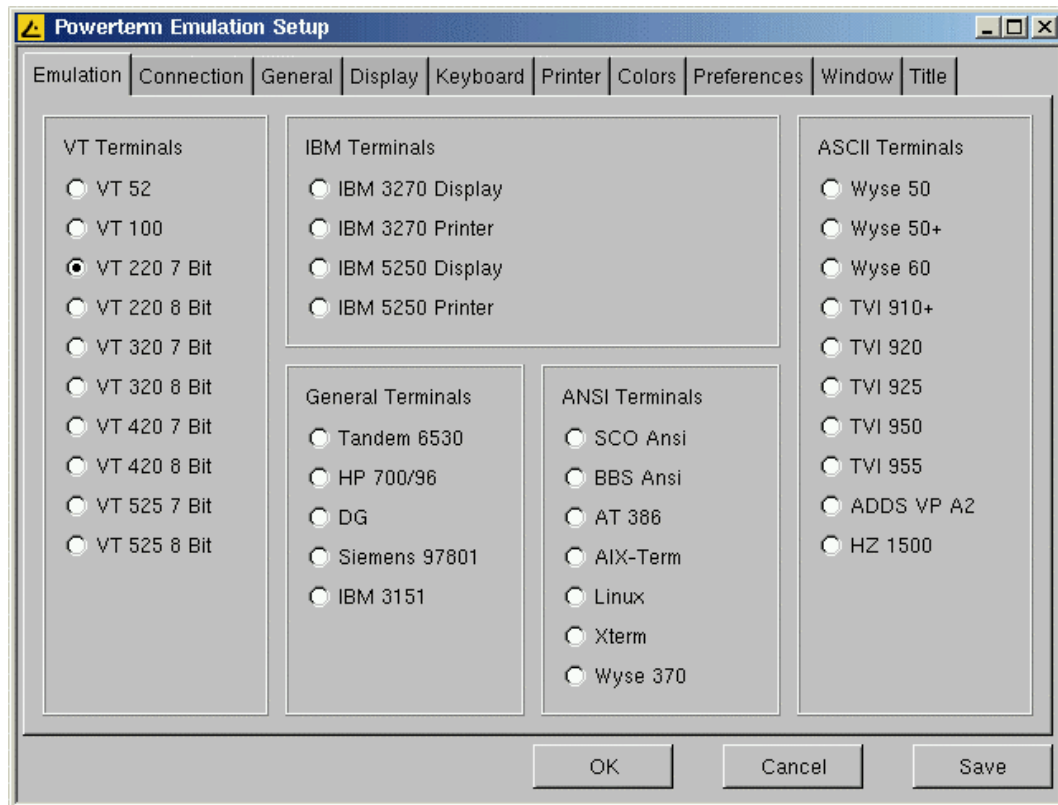 Powerterm Emulation Setup
Emulation Connection General Display Keyboard Printer Colors Preferences Window Title
VT Terminals
VT 52
VT 100
VT 220 7 Bit
VT 220 8 Bit
VT 320 7 Bit
VT 320 8 Bit
VT 420 7 Bit
VT 420 8 Bit
VT 525 7 Bit
VT 525 8 Bit
IBM Terminals
IBM 3270 Display
IBM 3270 Printer
IBM 5250 Display
IBM 5250 Printer
General Terminals
Tandem 6530
HP 700/96
DG
Siemens 97801
IBM 3151
ANSI Terminals
SCO Ansi
BBS Ansi
AT 386
AIX-Term
Linux
Xterm
Wyse 370
ASCII Terminals
Wyse 50
Wyse 50+
Wyse 60
TVI 910+
TVI 920
TVI 925
TVI 950
TVI 955
ADDS VP A2
HZ 1500
OK Cancel Save